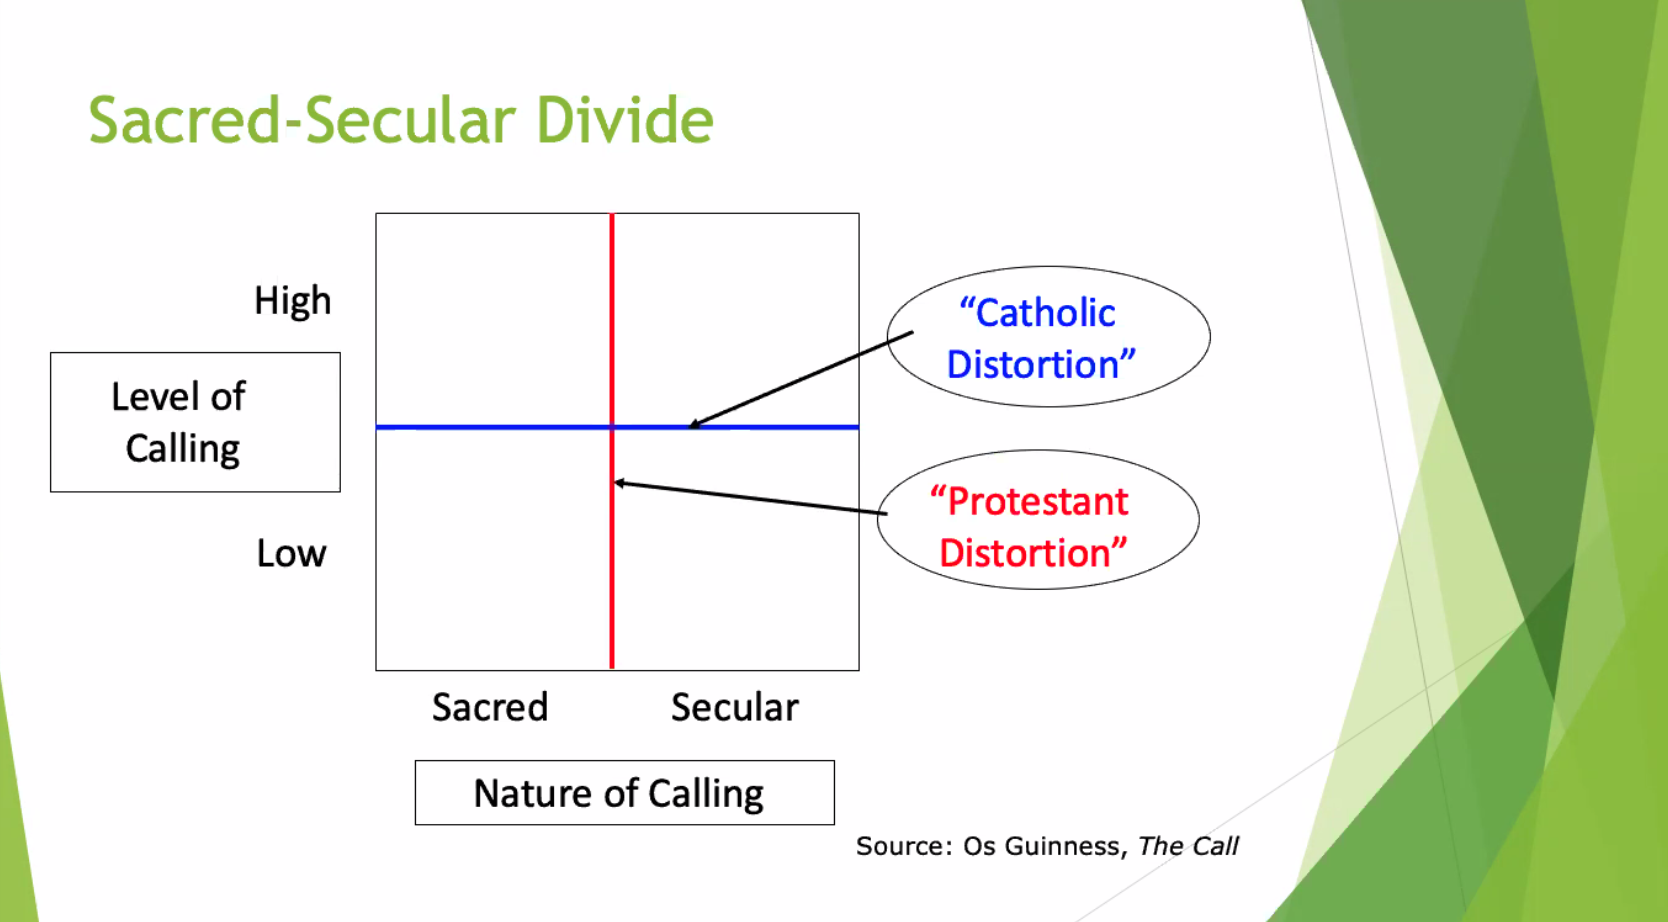 Sacred-Secular Divide
High
Level of
Calling
Low
“Catholic
Distortion”
“Protestant
Distortion”
Sacred
Secular
Nature of Calling
Source: Os Guinness, The Call